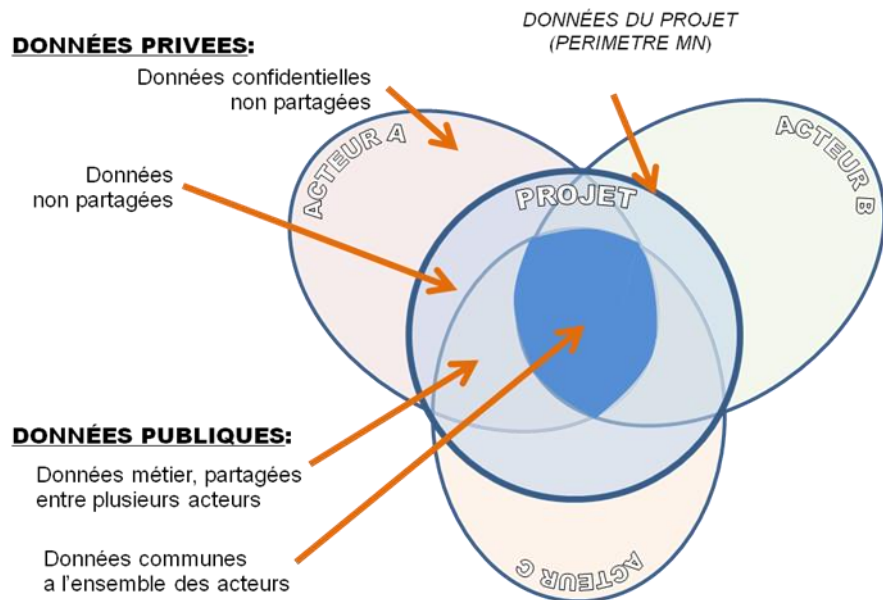 DONNÉES DU PROJET
(PERIMETRE MN)
DONNÉES PRIVEES:
Données confidentielles
non partagées
Données
non partagées
ACTEUR A
ACTEUR B
PROJET
DONNÉES PUBLIQUES:
Données métier, partagées
entre plusieurs acteurs
Données communes
a l'ensemble des acteurs
ACTEUR C